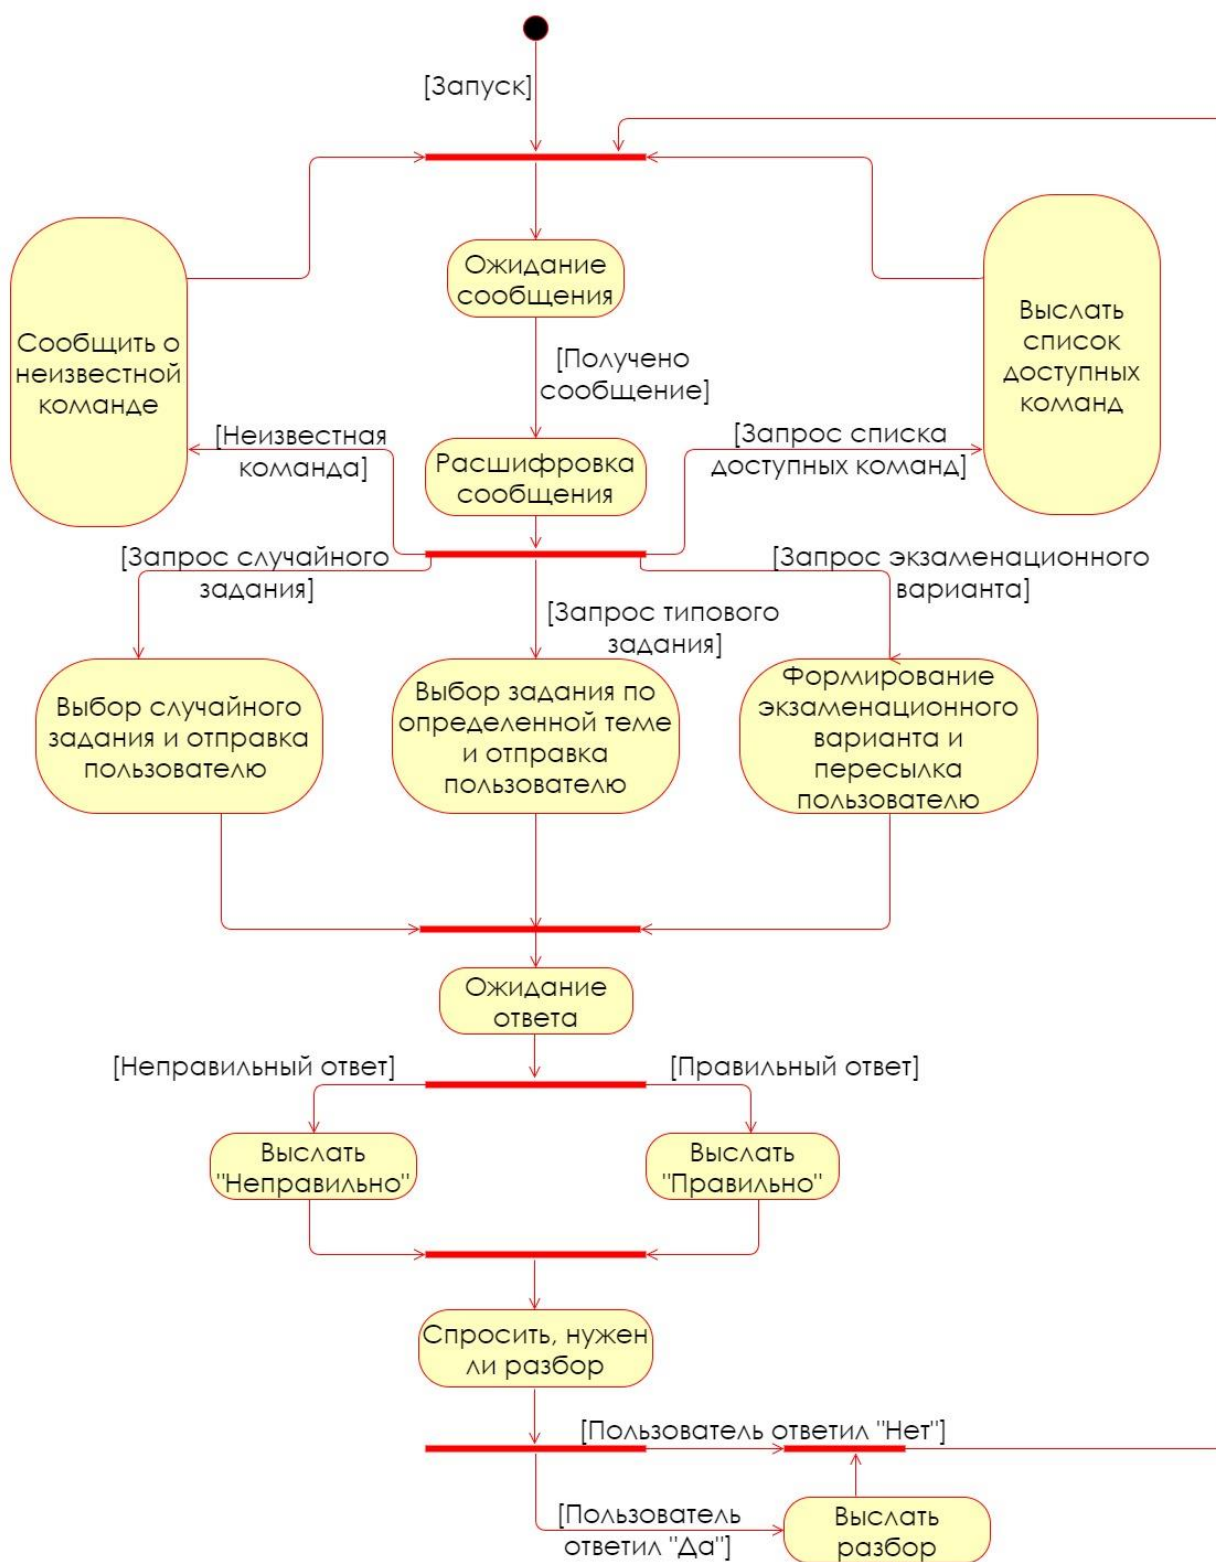 [Запуск]
Ожидание
сообщения
Сообщить о
неизвестной
команде
Выслать
список
доступных
команд
[Получено
сообщение]
[Неизвестная
команда]
[Запрос списка
доступных команд]
Расшифровка
сообщения
[Запрос случайного
задания]
[Запрос типового
задания]
[Запрос экзаменационного
варианта]
Выбор случайного
задания и отправка
пользователю
Выбор задания по
определенной теме
и отправка
пользователю
Формирование
экзаменационного
варианта и
пересылка
пользователю
Ожидание
ответа
[Неправильный ответ]
[Правильный ответ]
Выслать
"Неправильно"
Выслать
"Правильно"
Спросить, нужен
ли разбор
[Пользователь ответил "Нет"]
[Пользователь
ответил "Да"]
Выслать
разбор